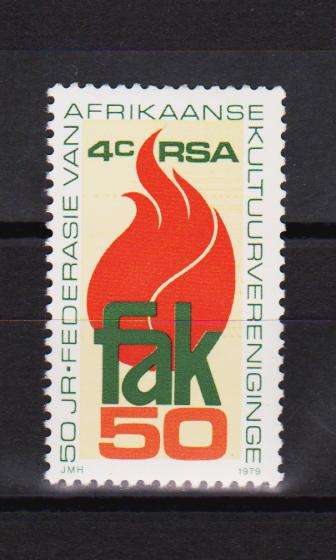 50 JR-FEDERASIE VAN
AFRIKAANSE
KULTUURVERENIGINGE
4c RSA
fak
50
JMH 1979